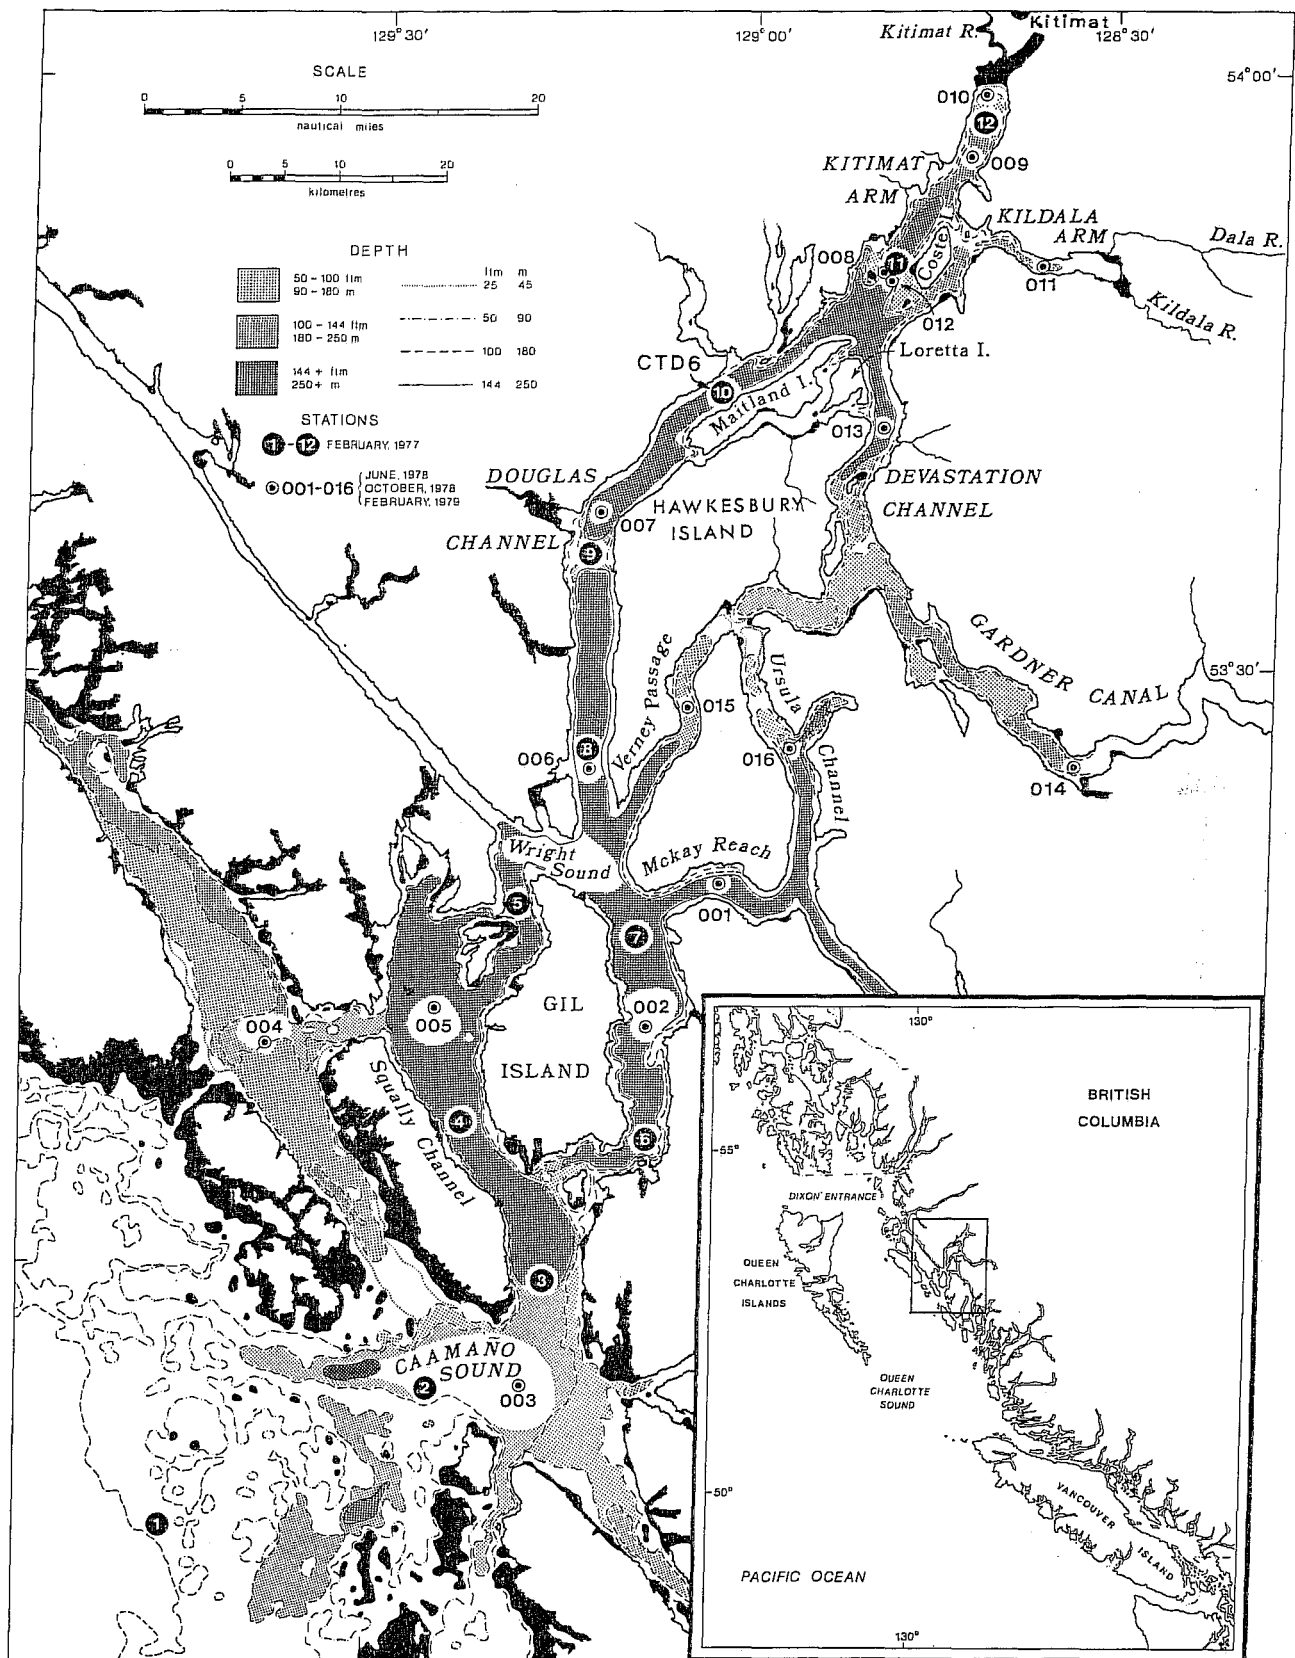 129°30'
129°00'
128°30'
Kitimat R.
Kitimat
54°00'
SCALE
0 5 10 20
nautical miles
0 5 10 20
kilometres
010
12
009
KITIMAT
ARM
KILDALA
ARM
Dala R.
008
11
Coste
011
Kildala R.
012
Loretta I.
DEPTH
50 - 100 ftm
90 - 180 m
100 - 144 ftm
180 - 250 m
144 + ftm
250 + m
ftm m
25 45
50 90
100 180
144 250
STATIONS
1 - 12 FEBRUARY, 1977
001-016
JUNE, 1978
OCTOBER, 1978
FEBRUARY, 1979
CTD6
10
Maitland I.
013
DEVASTATION
CHANNEL
DOUGLAS
CHANNEL
007
HAWKESBURY
ISLAND
9
GARDNER CANAL
53°30'
Verney Passage
015
Ursula
Channel
016
014
8
006
Wright
Sound
Mckay Reach
001
5
7
GIL
ISLAND
002
004
005
Squally Channel
4
6
3
CAAMAÑO
SOUND
2
003
1
130°
BRITISH
COLUMBIA
55°
DIXON ENTRANCE
QUEEN
CHARLOTTE
ISLANDS
QUEEN
CHARLOTTE
SOUND
50°
VANCOUVER
ISLAND
PACIFIC OCEAN
130°